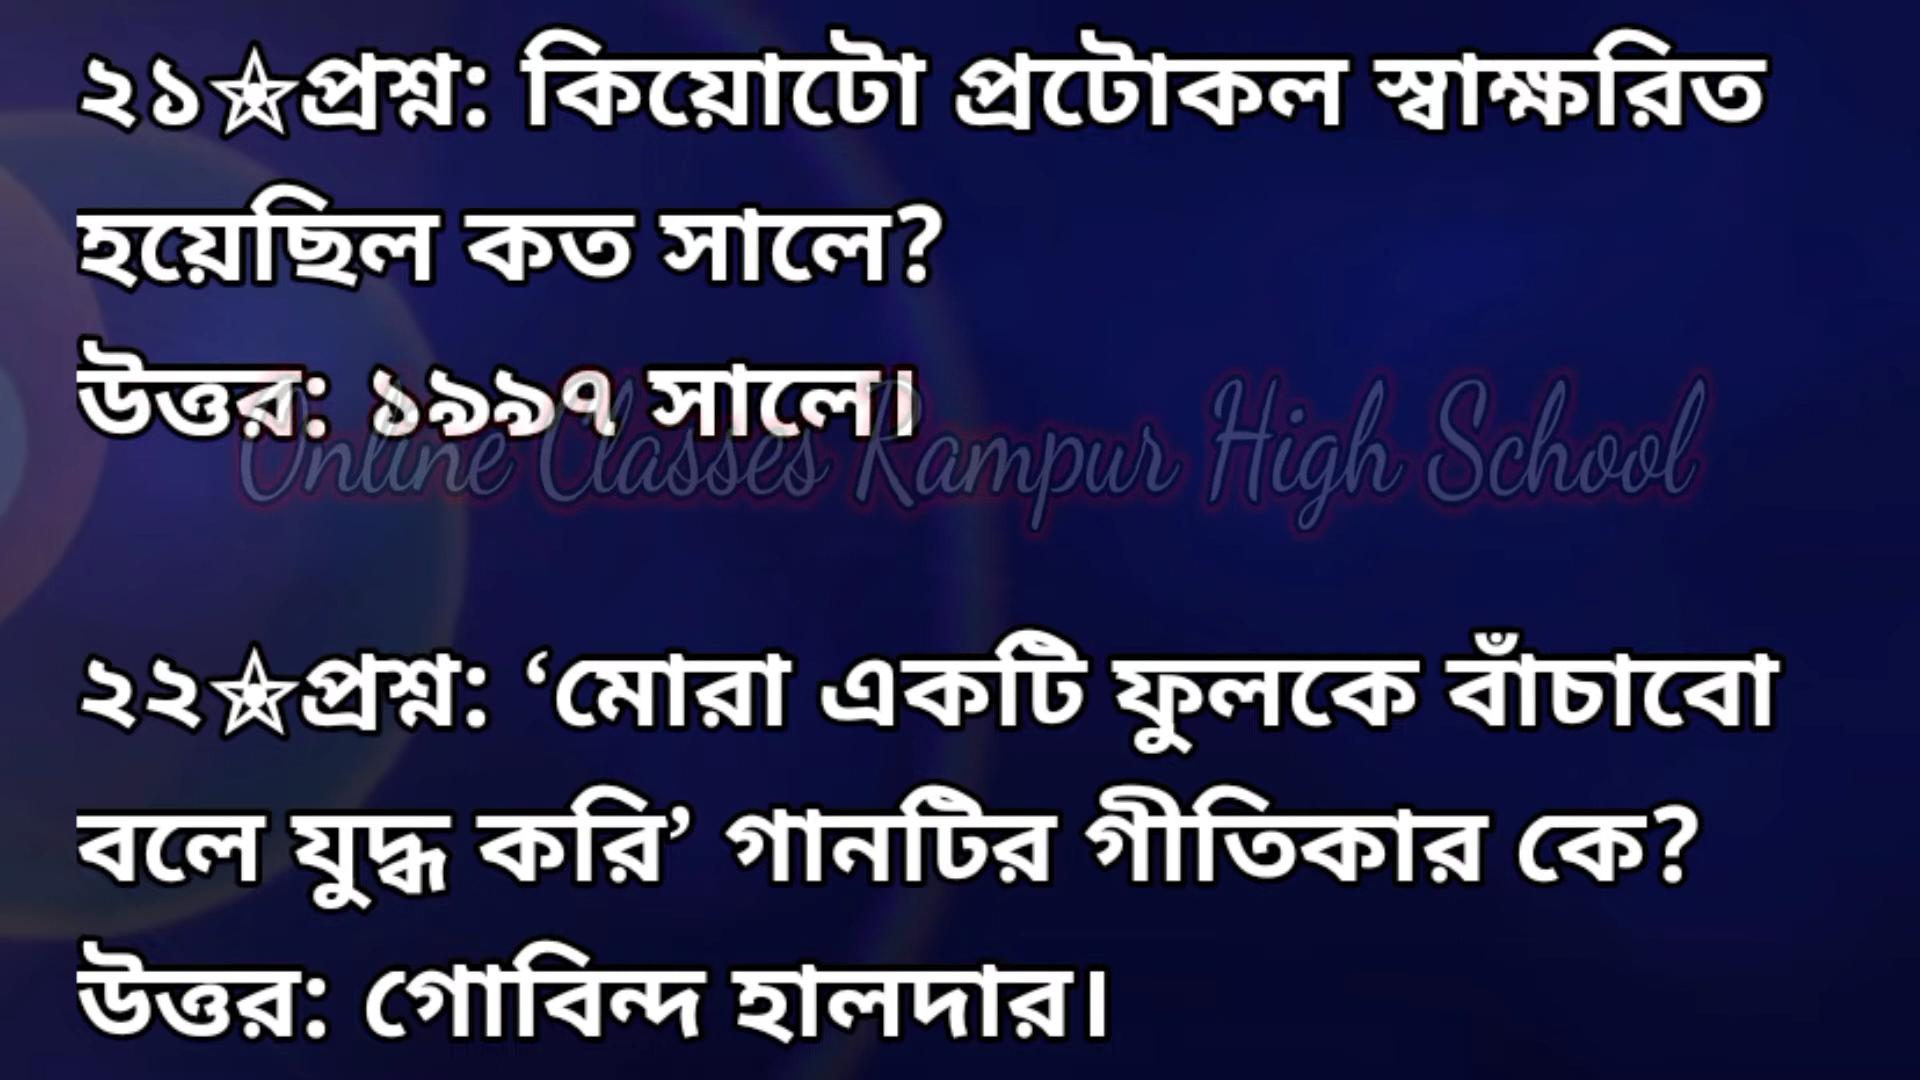 ২১☆প্রশ্ন: কিয়োটো প্রটোকল স্বাক্ষরিত
হয়েছিল কত সালে?
উত্তর: ১৯৯৭ সালে।
Online Classes Rampur High School
২২☆প্রশ্ন: ‘মোরা একটি ফুলকে বাঁচাবো
বলে যুদ্ধ করি’ গানটির গীতিকার কে?
উত্তর: গোবিন্দ হালদার।